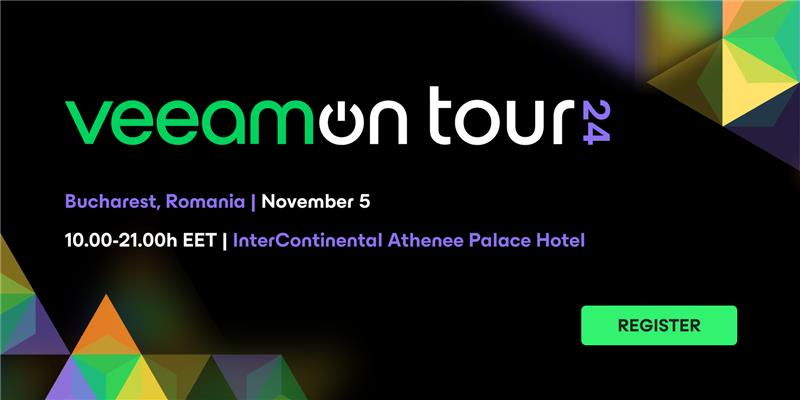 veeamon tour 24
Bucharest, Romania | November 5
10.00-21.00h EET | InterContinental Athenee Palace Hotel
REGISTER